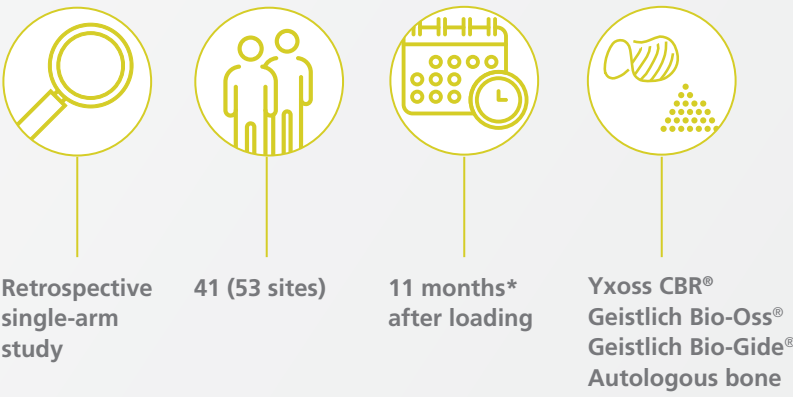 Retrospective
single-arm
study
41 (53 sites)
11 months*
after loading
Yxoss CBR®
Geistlich Bio-Oss®
Geistlich Bio-Gide®
Autologous bone